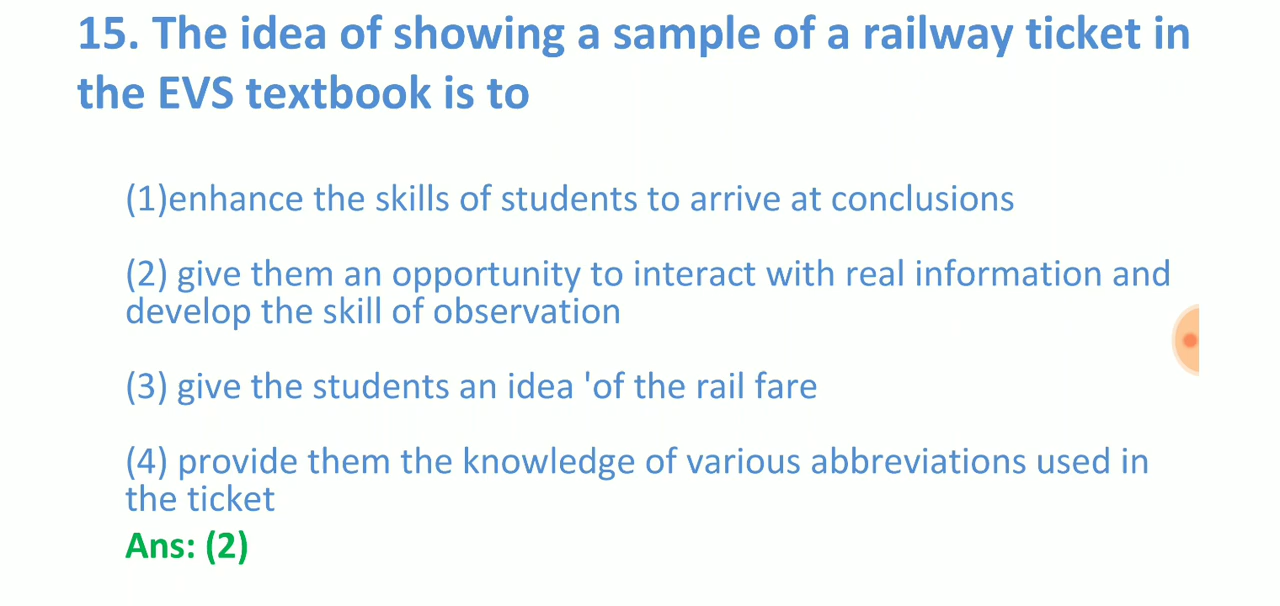 15. The idea of showing a sample of a railway ticket in
the EVS textbook is to
(1)enhance the skills of students to arrive at conclusions
(2) give them an opportunity to interact with real information and
develop the skill of observation
(3) give the students an idea 'of the rail fare
(4) provide them the knowledge of various abbreviations used in
the ticket
Ans: (2)